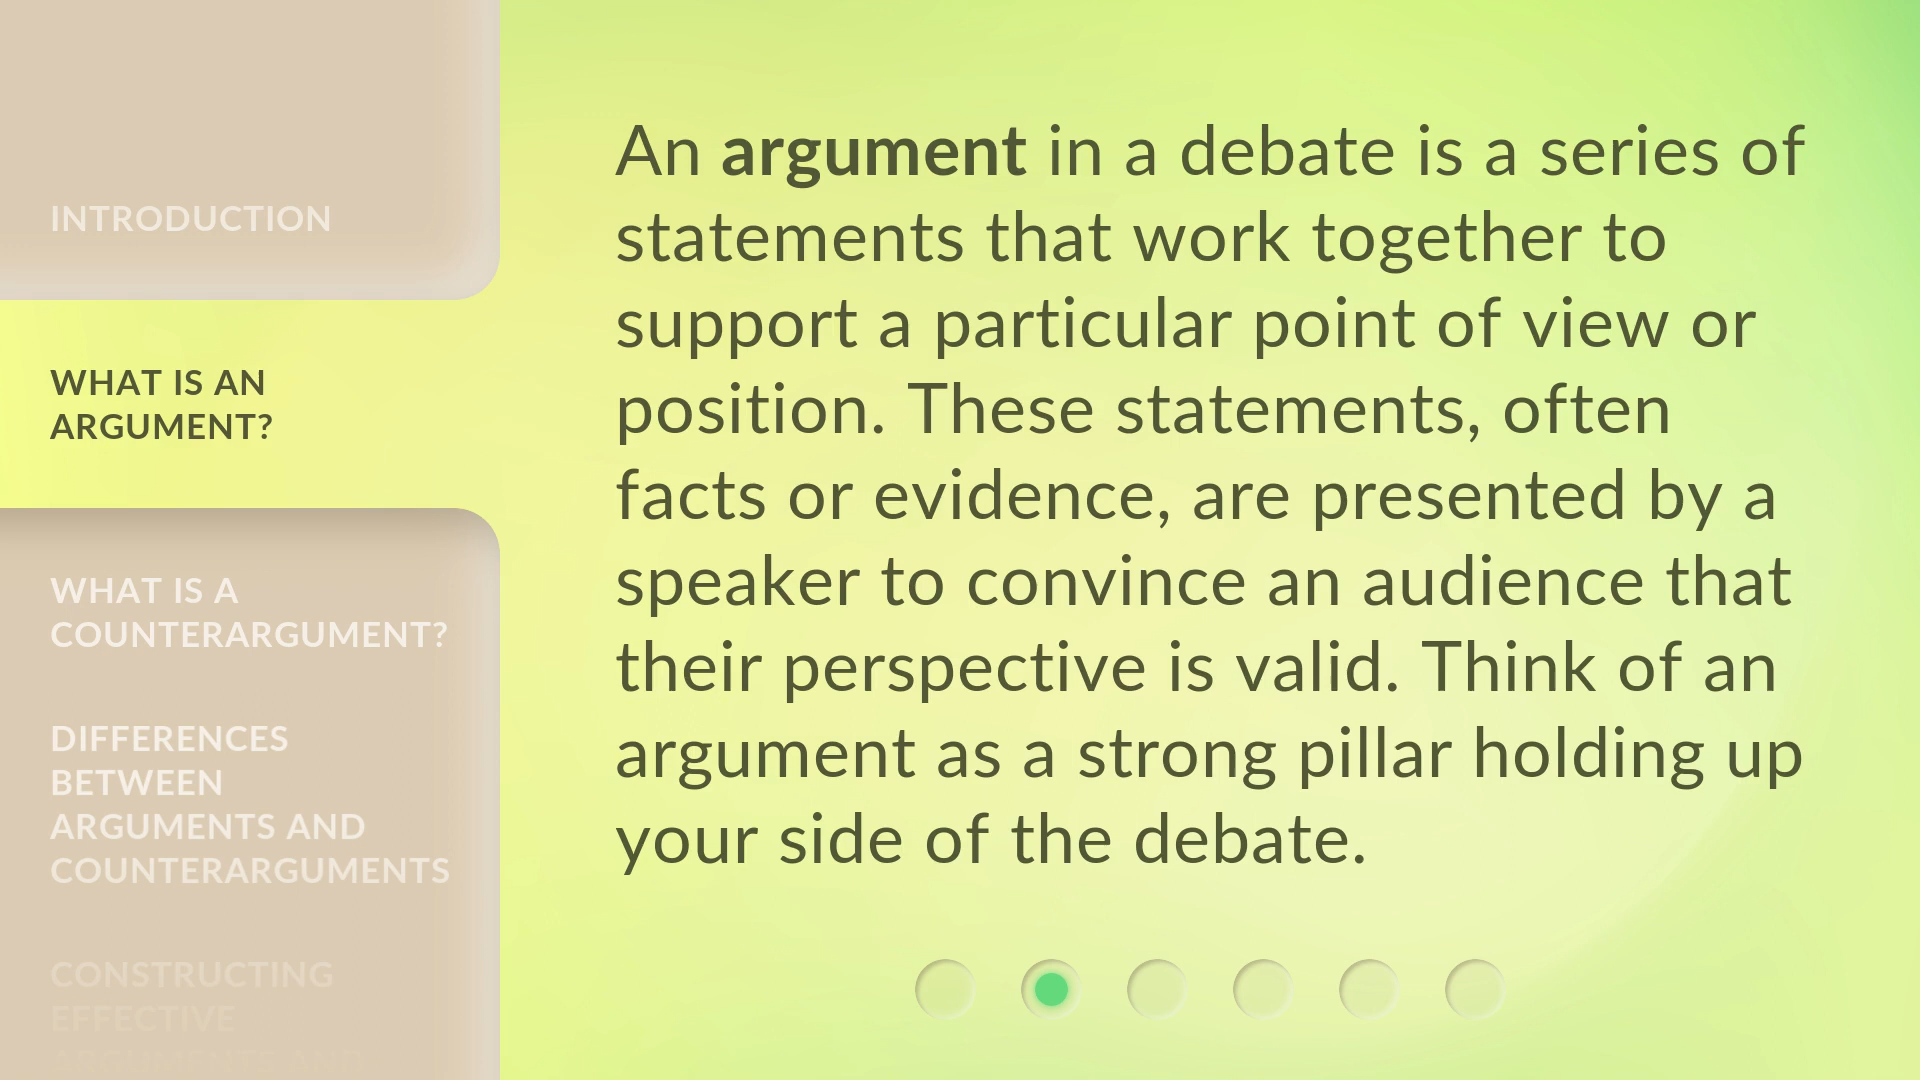 INTRODUCTION
WHAT IS AN
ARGUMENT?
WHAT IS A
COUNTERARGUMENT?
DIFFERENCES
BETWEEN
ARGUMENTS AND
COUNTERARGUMENTS
CONSTRUCTING
EFFECTIVE
ARGUMENTS AND
An argument in a debate is a series of
statements that work together to
support a particular point of view or
position. These statements, often
facts or evidence, are presented by a
speaker to convince an audience that
their perspective is valid. Think of an
argument as a strong pillar holding up
your side of the debate.